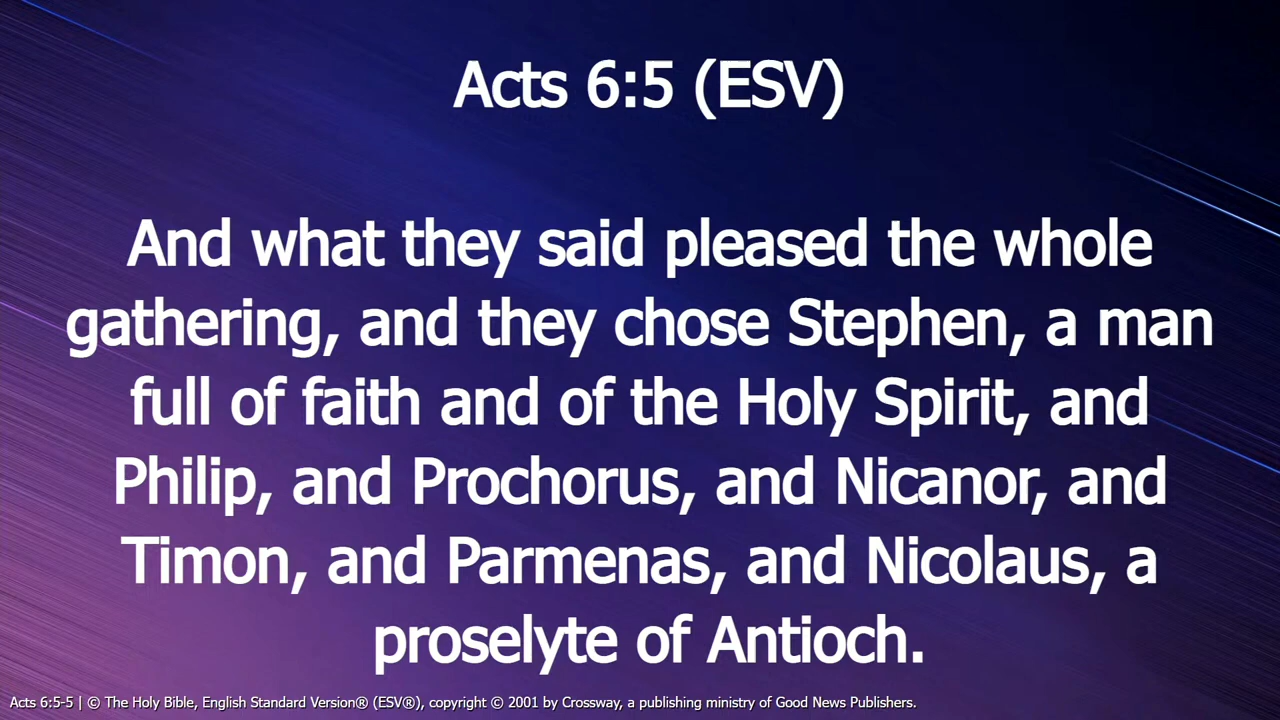 Acts 6:5 (ESV)
And what they said pleased the whole
gathering, and they chose Stephen, a man
full of faith and of the Holy Spirit, and
Philip, and Prochorus, and Nicanor, and
Timon, and Parmenas, and Nicolaus, a
proselyte of Antioch.
Acts 6:5-5 | © The Holy Bible, English Standard Version® (ESV®), copyright © 2001 by Crossway, a publishing ministry of Good News Publishers.